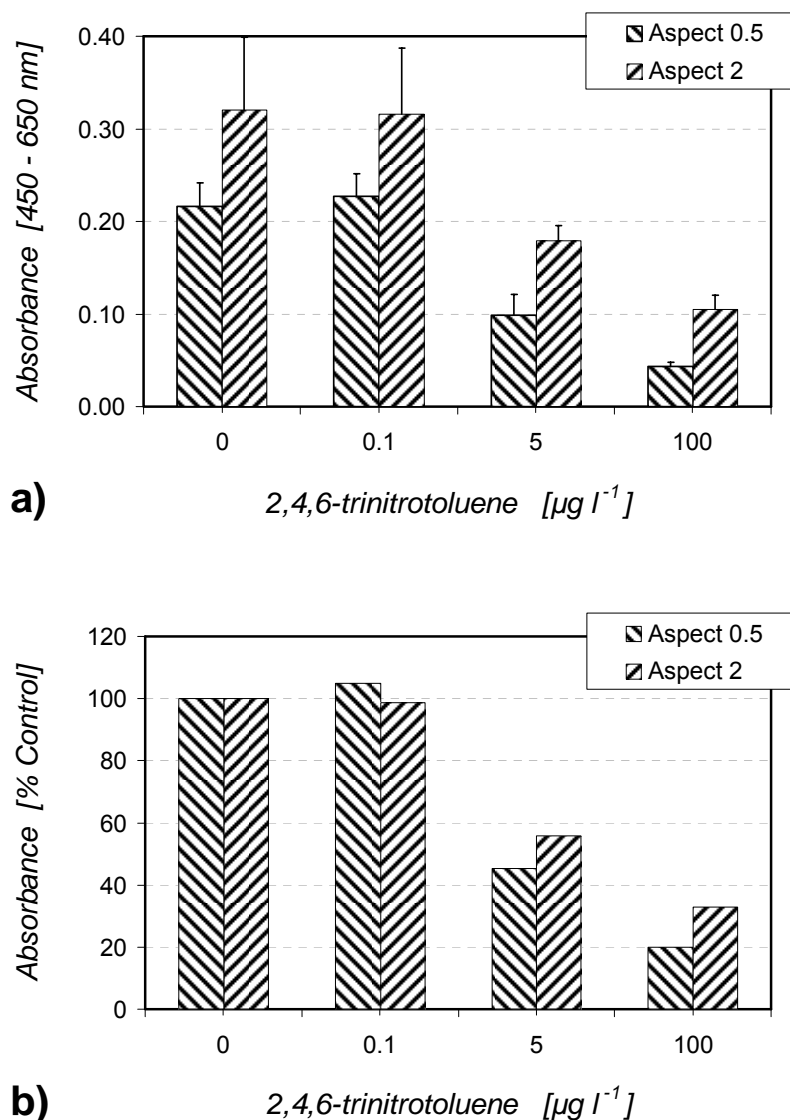 Aspect 0.5
Aspect 2
0.40
0.30
0.20
0.10
0.00
Absorbance [450 - 650 nm]
0 0.1 5 100
a)
2,4,6-trinitrotoluene [µg l⁻¹]
Aspect 0.5
Aspect 2
120
100
80
60
40
20
0
Absorbance [% Control]
0 0.1 5 100
b)
2,4,6-trinitrotoluene [µg l⁻¹]